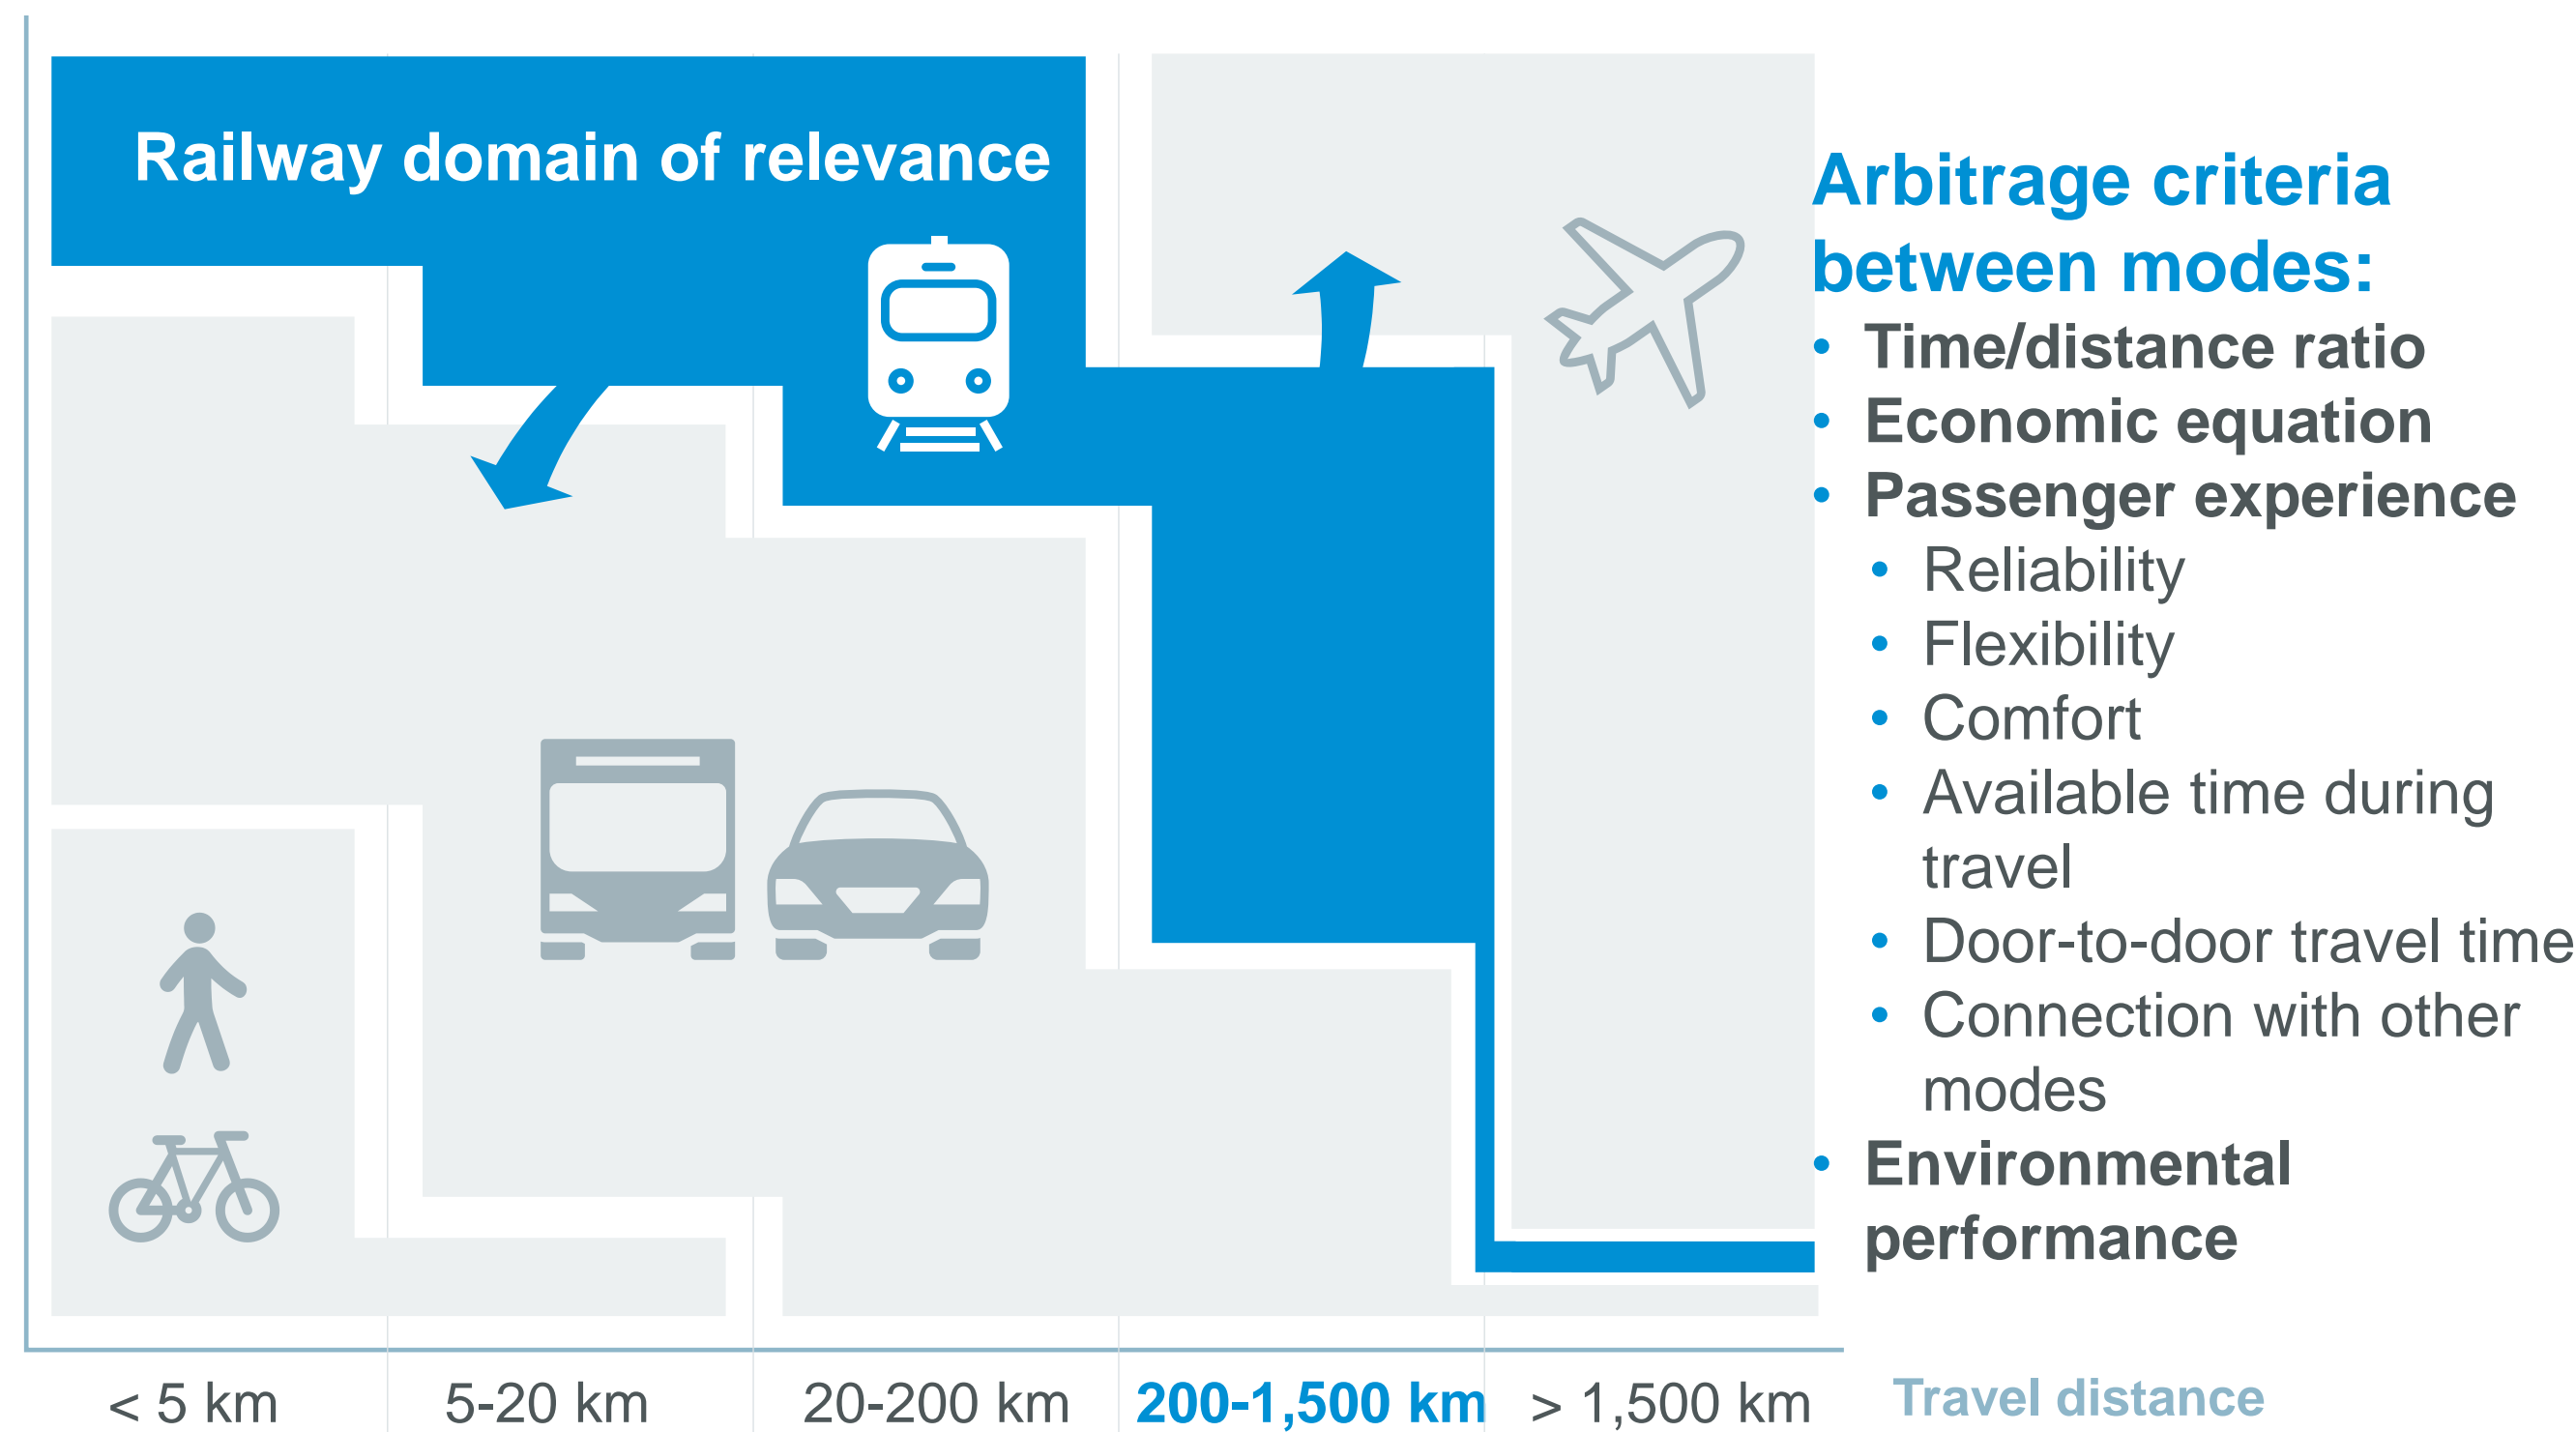 Railway domain of relevance
Arbitrage criteria
between modes:
• Time/distance ratio
• Economic equation
• Passenger experience
• Reliability
• Flexibility
• Comfort
• Available time during
travel
• Door-to-door travel time
• Connection with other
modes
• Environmental
performance
< 5 km
5-20 km
20-200 km
200-1,500 km
> 1,500 km
Travel distance